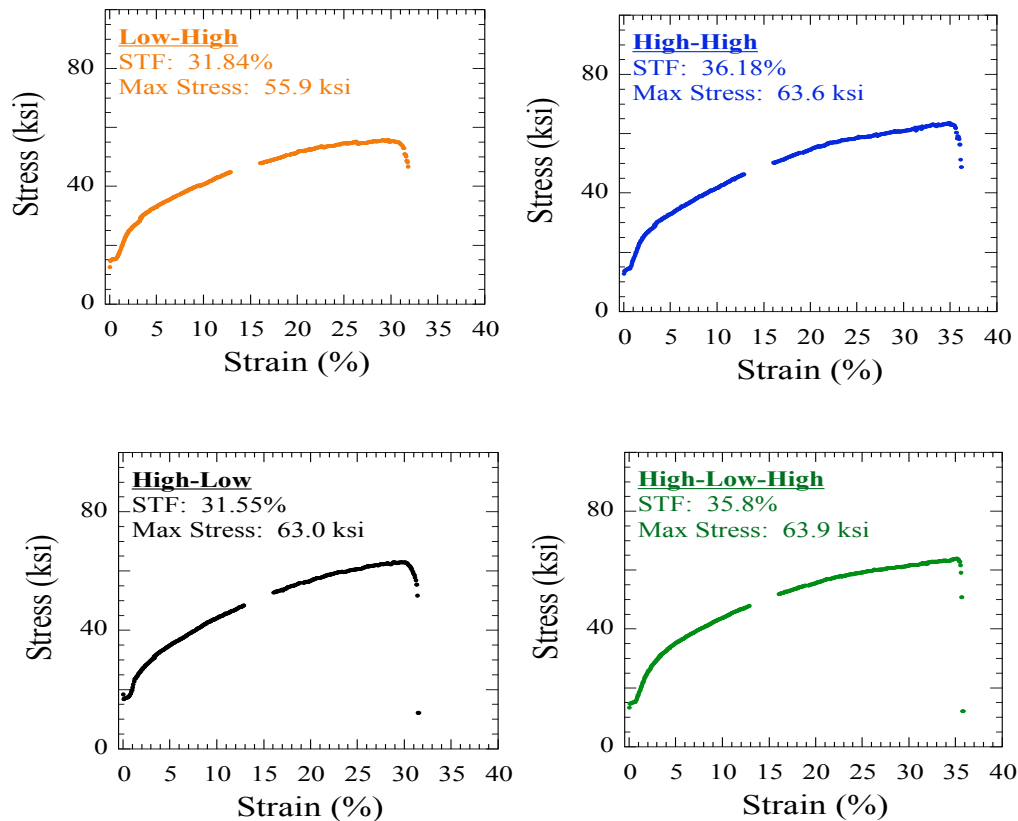 Low-High
STF: 31.84%
Max Stress: 55.9 ksi
80
40
0
Stress (ksi)
0 5 10 15 20 25 30 35 40
Strain (%)
High-High
STF: 36.18%
Max Stress: 63.6 ksi
80
40
0
Stress (ksi)
0 5 10 15 20 25 30 35 40
Strain (%)
High-Low
STF: 31.55%
Max Stress: 63.0 ksi
80
40
0
Stress (ksi)
0 5 10 15 20 25 30 35 40
Strain (%)
High-Low-High
STF: 35.8%
Max Stress: 63.9 ksi
80
40
0
Stress (ksi)
0 5 10 15 20 25 30 35 40
Strain (%)